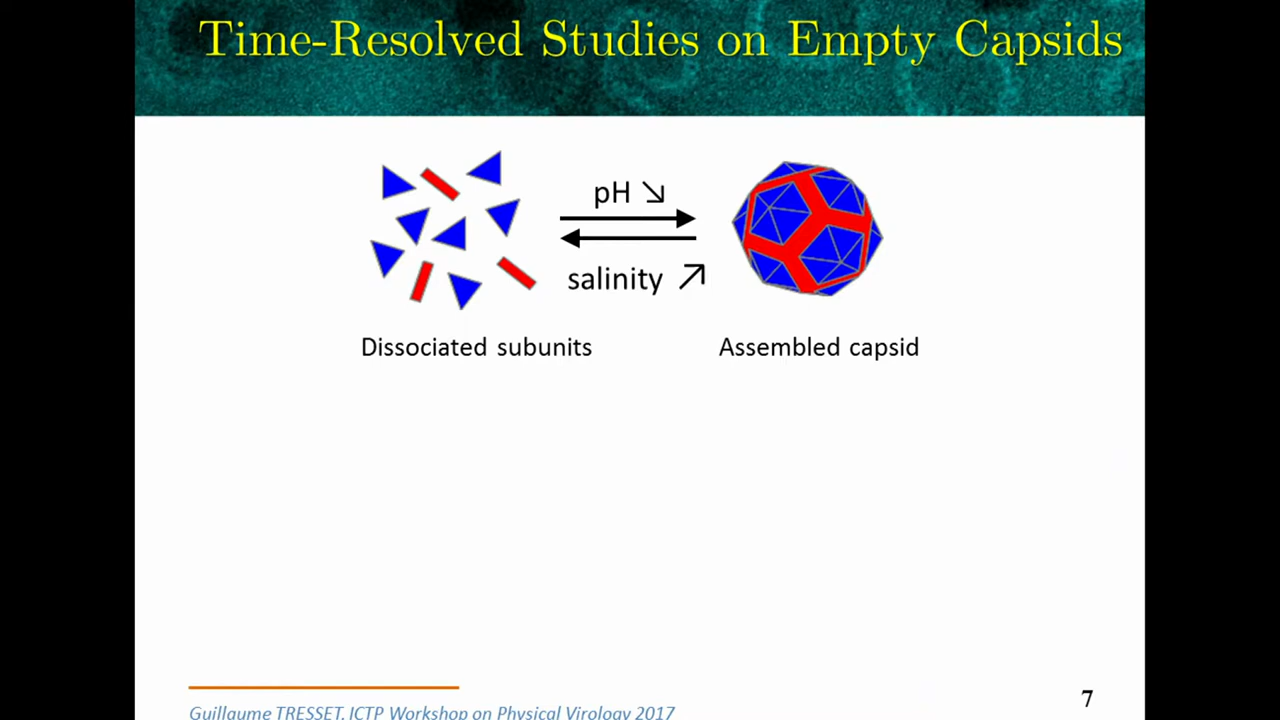 Time-Resolved Studies on Empty Capsids
pH ↘
salinity ↗
Dissociated subunits
Assembled capsid
Guillaume TRESSET, ICTP Workshop on Physical Virology 2017
7